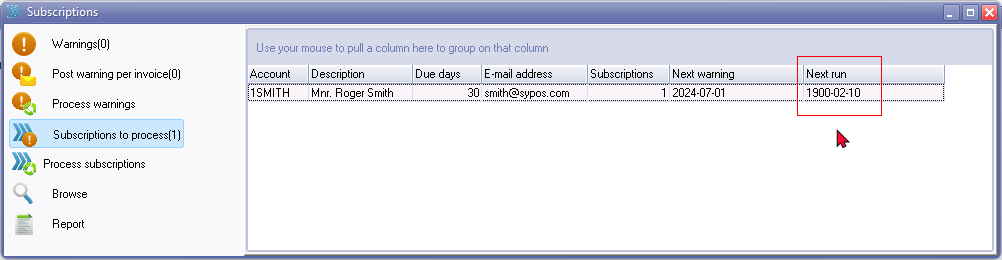 Subscriptions
Warnings(0)
Post warning per invoice(0)
Process warnings
Subscriptions to process(1)
Process subscriptions
Browse
Report
Use your mouse to pull a column here to group on that column
Account Description Due days E-mail address Subscriptions Next warning Next run
1SMITH Mnr. Roger Smith 30 smith@sypos.com 1 2024-07-01 1900-02-10